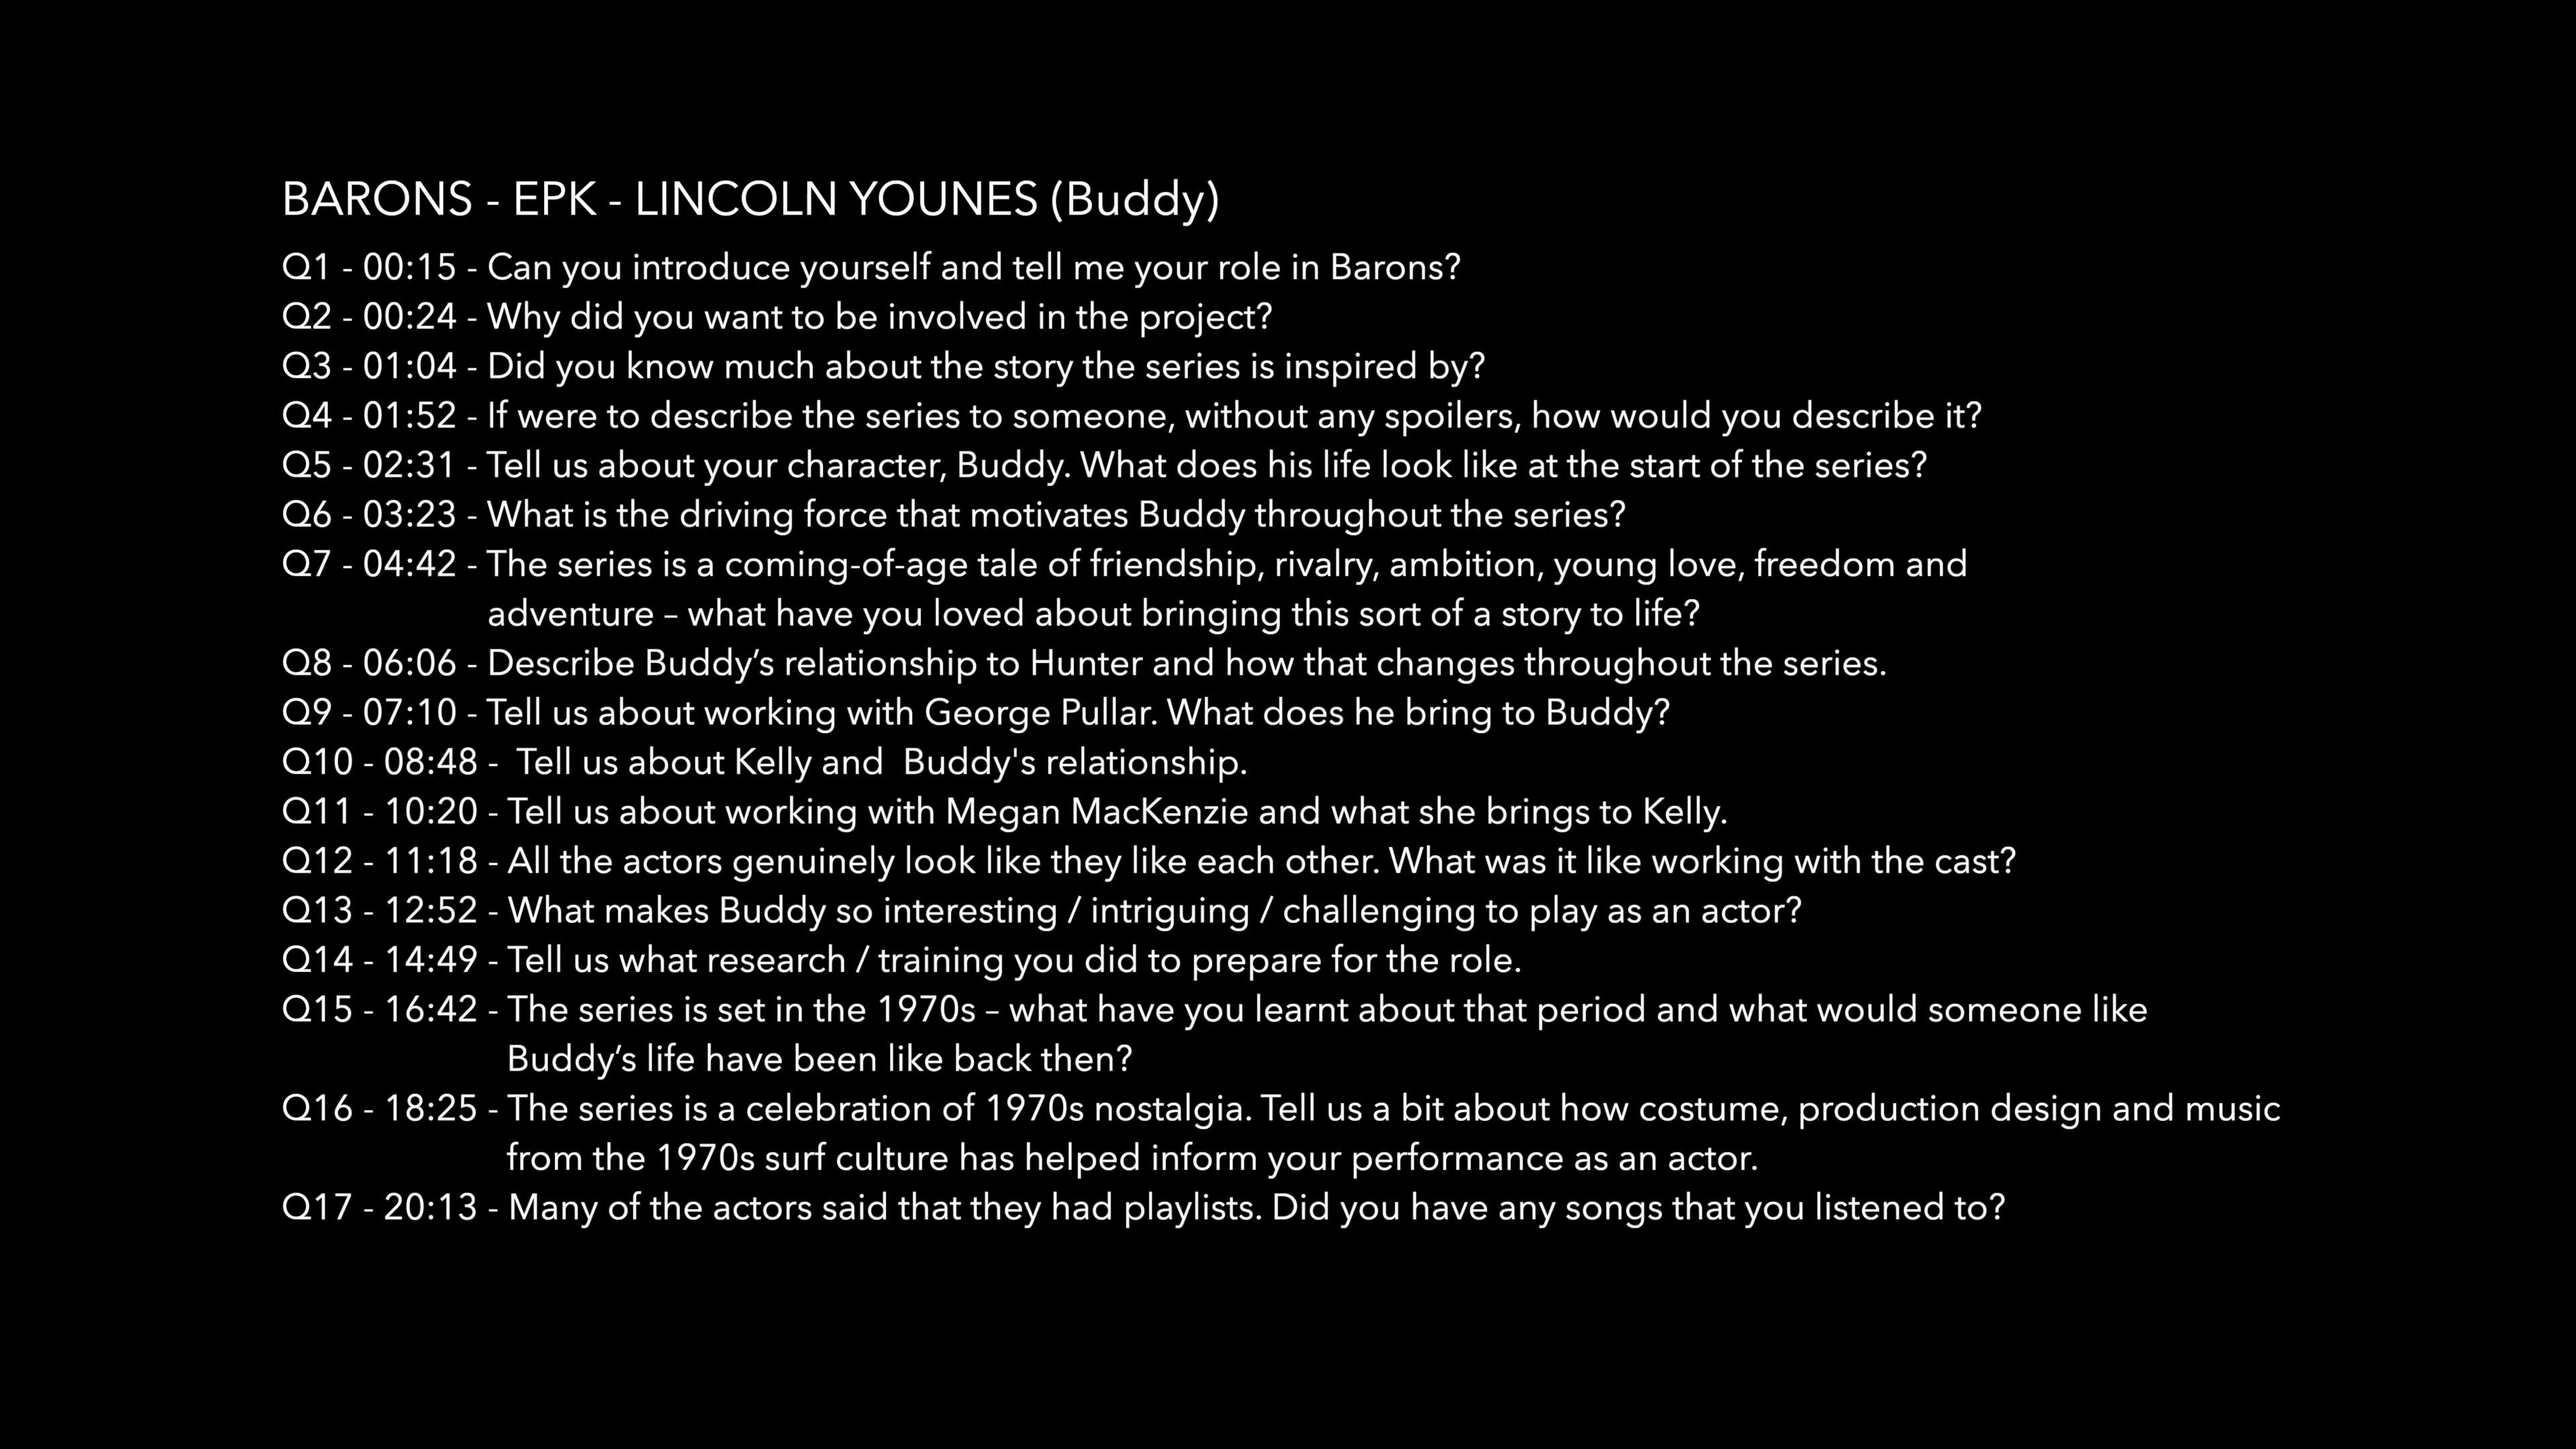 BARONS - EPK - LINCOLN YOUNES (Buddy)
Q1 - 00:15 - Can you introduce yourself and tell me your role in Barons?
Q2 - 00:24 - Why did you want to be involved in the project?
Q3 - 01:04 - Did you know much about the story the series is inspired by?
Q4 - 01:52 - If were to describe the series to someone, without any spoilers, how would you describe it?
Q5 - 02:31 - Tell us about your character, Buddy. What does his life look like at the start of the series?
Q6 - 03:23 - What is the driving force that motivates Buddy throughout the series?
Q7 - 04:42 - The series is a coming-of-age tale of friendship, rivalry, ambition, young love, freedom and
adventure – what have you loved about bringing this sort of a story to life?
Q8 - 06:06 - Describe Buddy’s relationship to Hunter and how that changes throughout the series.
Q9 - 07:10 - Tell us about working with George Pullar. What does he bring to Buddy?
Q10 - 08:48 -  Tell us about Kelly and  Buddy's relationship.
Q11 - 10:20 - Tell us about working with Megan MacKenzie and what she brings to Kelly.
Q12 - 11:18 - All the actors genuinely look like they like each other. What was it like working with the cast?
Q13 - 12:52 - What makes Buddy so interesting / intriguing / challenging to play as an actor?
Q14 - 14:49 - Tell us what research / training you did to prepare for the role.
Q15 - 16:42 - The series is set in the 1970s – what have you learnt about that period and what would someone like
Buddy’s life have been like back then?
Q16 - 18:25 - The series is a celebration of 1970s nostalgia. Tell us a bit about how costume, production design and music
from the 1970s surf culture has helped inform your performance as an actor.
Q17 - 20:13 - Many of the actors said that they had playlists. Did you have any songs that you listened to?